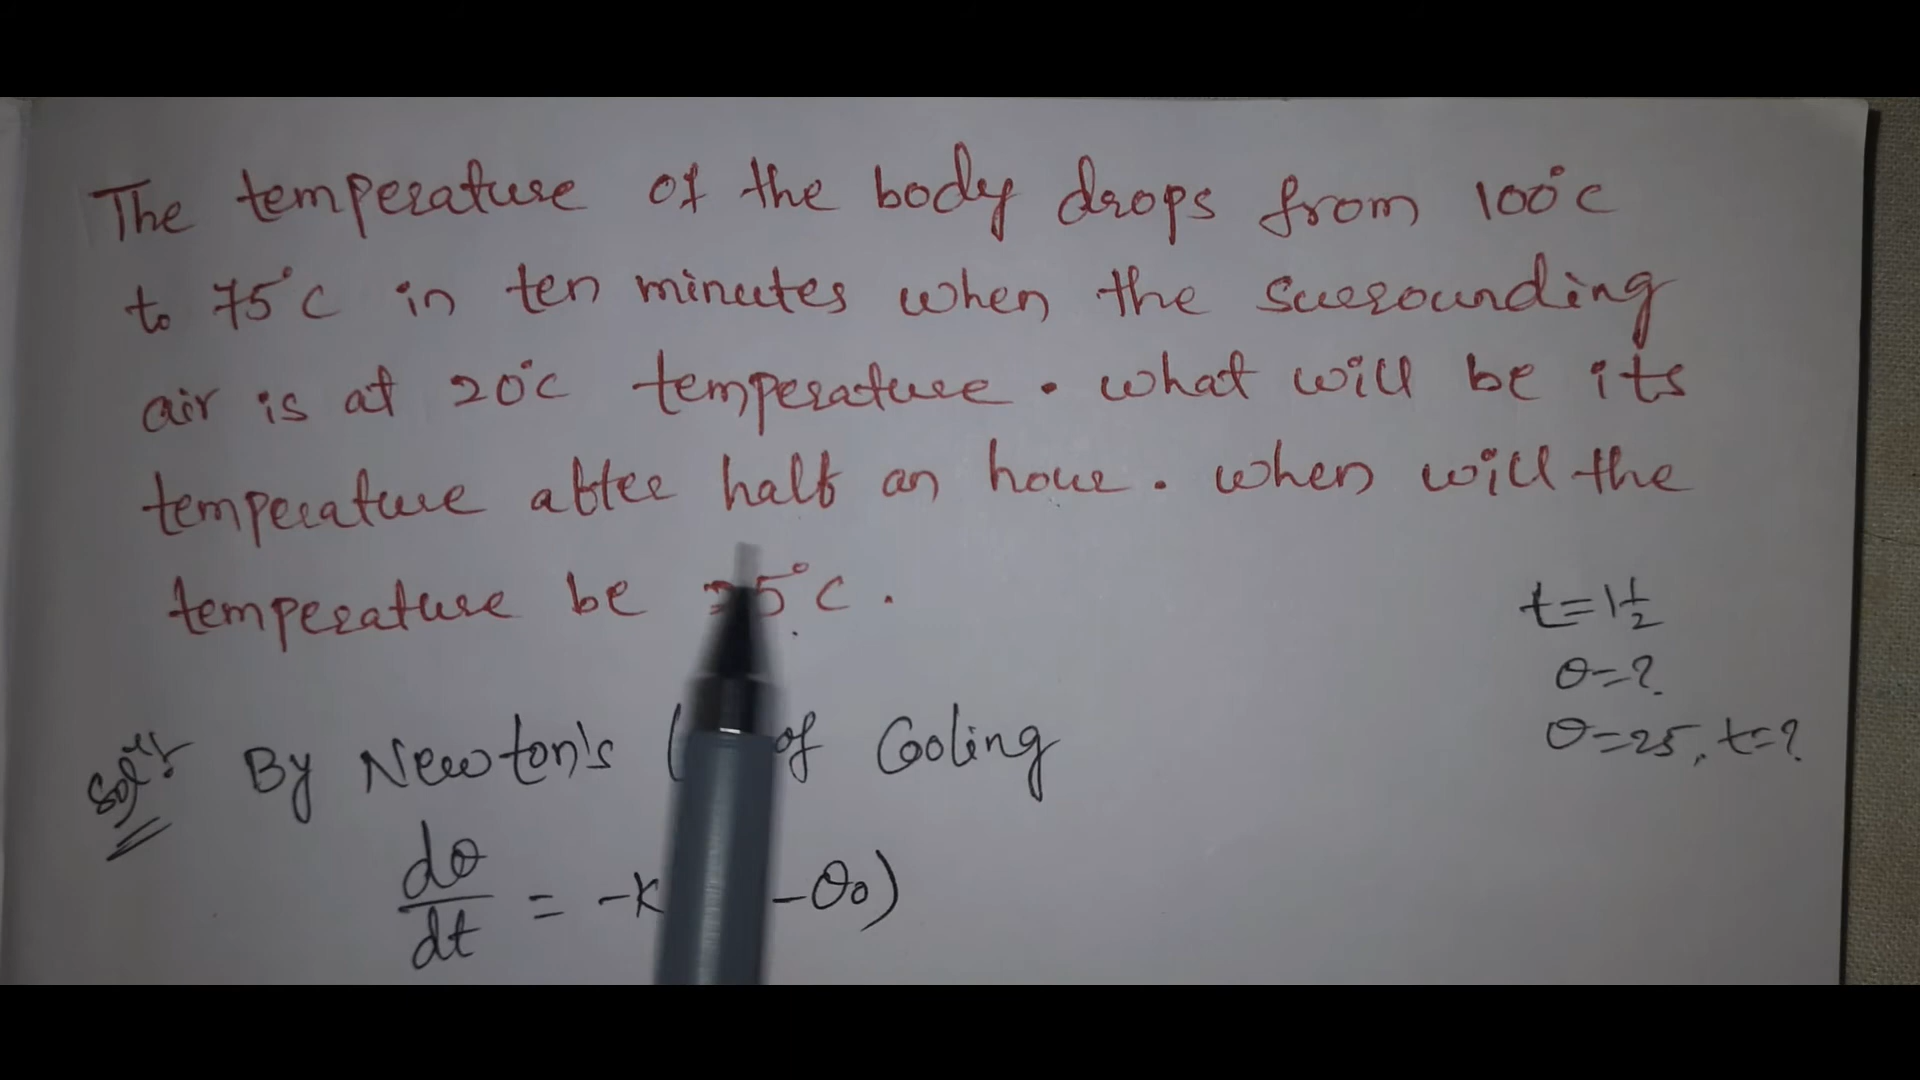 The temperature of the body drops from 100°C
to 75°C in ten minutes when the surrounding
air is at 20°C temperature. what will be its
temperature after half an hour. when will the
temperature be 25°C.
t=1½
θ=?
θ=25, t=?
Sol:
By Newton's of Cooling
dθ/dt = -K -θ₀)